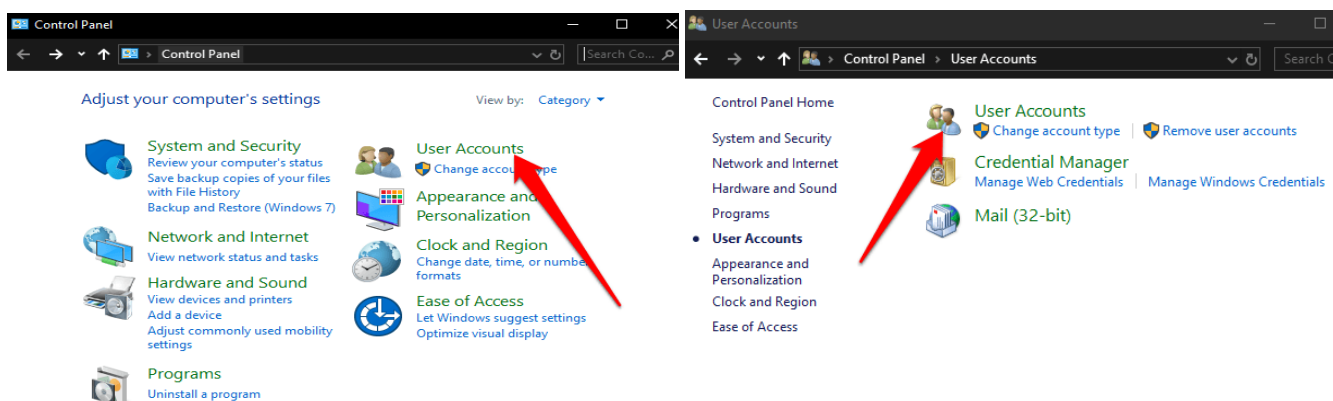 Control Panel
Control Panel
Search Co...
Adjust your computer's settings
View by: Category
System and Security
Review your computer's status
Save backup copies of your files
with File History
Backup and Restore (Windows 7)
Network and Internet
View network status and tasks
Hardware and Sound
View devices and printers
Add a device
Adjust commonly used mobility
settings
Programs
Uninstall a program
User Accounts
Change account type
Appearance and
Personalization
Clock and Region
Change date, time, or number
formats
Ease of Access
Let Windows suggest settings
Optimize visual display
User Accounts
Control Panel > User Accounts
Search
Control Panel Home
System and Security
Network and Internet
Hardware and Sound
Programs
User Accounts
Appearance and
Personalization
Clock and Region
Ease of Access
User Accounts
Change account type
Remove user accounts
Credential Manager
Manage Web Credentials
Manage Windows Credentials
Mail (32-bit)